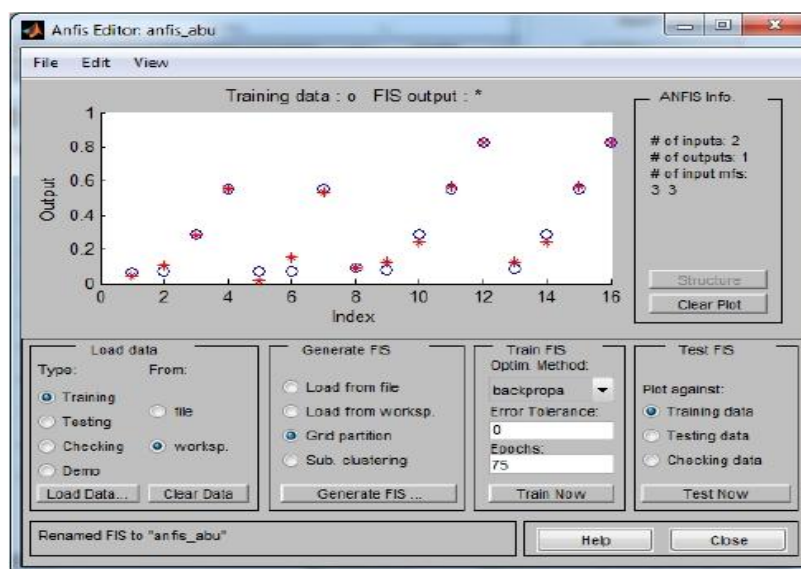 Anfis Editor: anfis_abu
File Edit View
Training data : o FIS output : *
1
0.8
0.6
0.4
0.2
0
Output
0 2 4 6 8 10 12 14 16
Index
ANFIS Info.
# of inputs: 2
# of outputs: 1
# of input mfs:
3 3
Structure
Clear Plot
Load data
Type: From:
Training
Testing
Checking
Demo
file
worksp.
Load Data... Clear Data
Generate FIS
Load from file
Load from worksp.
Grid partition
Sub. clustering
Generate FIS ...
Train FIS
Optim. Method:
backpropa
Error Tolerance:
0
Epochs:
75
Train Now
Test FIS
Plot against:
Training data
Testing data
Checking data
Test Now
Renamed FIS to "anfis_abu"
Help Close